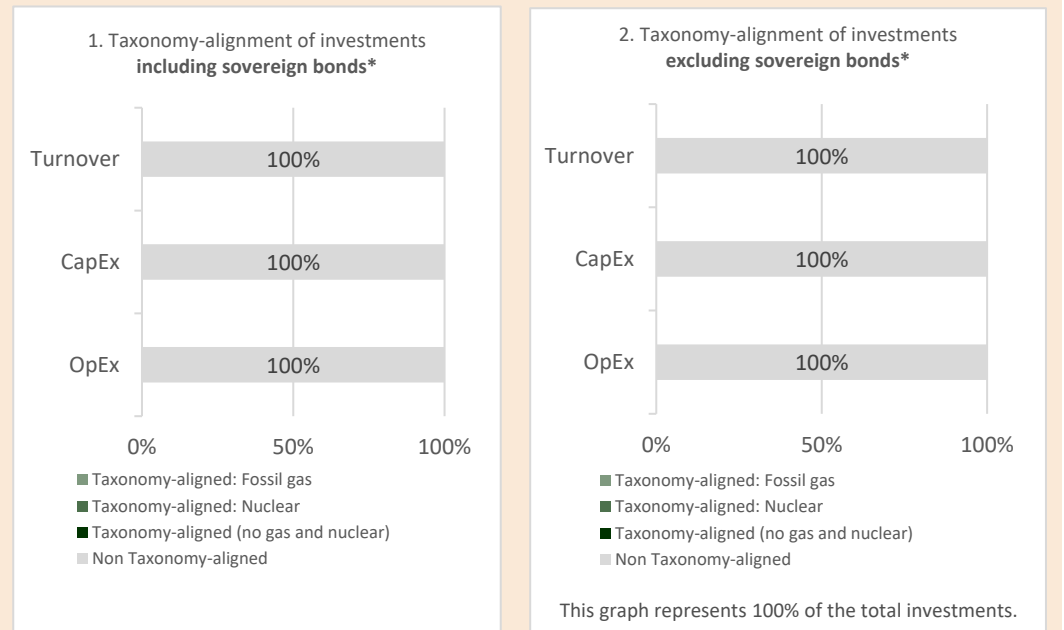 1. Taxonomy-alignment of investments
including sovereign bonds*
Turnover
100%
CapEx
100%
OpEx
100%
0%
50%
100%
Taxonomy-aligned: Fossil gas
Taxonomy-aligned: Nuclear
Taxonomy-aligned (no gas and nuclear)
Non Taxonomy-aligned
2. Taxonomy-alignment of investments
excluding sovereign bonds*
Turnover
100%
CapEx
100%
OpEx
100%
0%
50%
100%
Taxonomy-aligned: Fossil gas
Taxonomy-aligned: Nuclear
Taxonomy-aligned (no gas and nuclear)
Non Taxonomy-aligned
This graph represents 100% of the total investments.